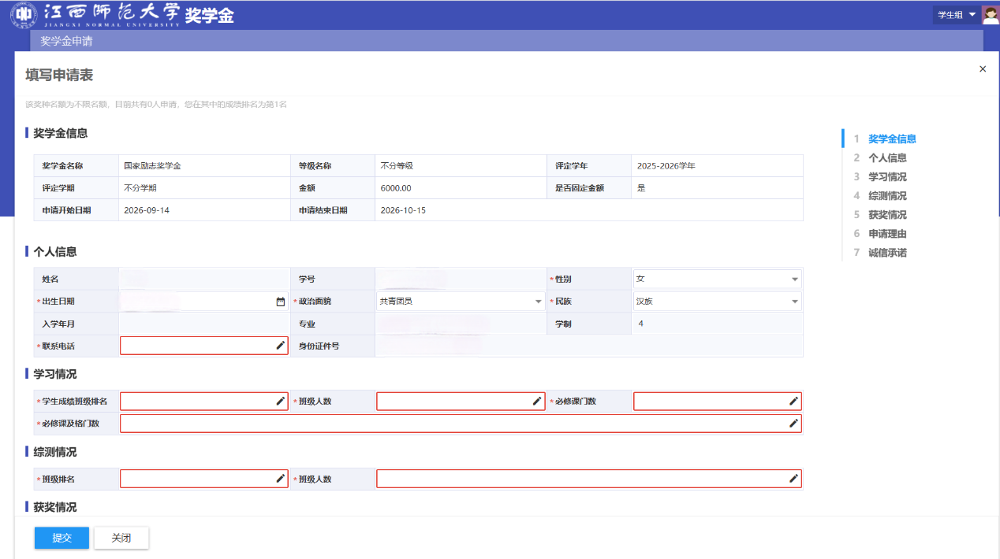 江西师范大学 奖学金
JIANGXI NORMAL UNIVERSITY
学生组
奖学金申请
填写申请表
×
该奖种名额为不限名额，目前共有0人申请，您在其中的成绩排名为第1名
奖学金信息
奖学金名称 国家励志奖学金 等级名称 不分等级 评定学年 2025-2026学年
评定学期 不分学期 金额 6000.00 是否固定金额 是
申请开始日期 2026-09-14 申请结束日期 2026-10-15
个人信息
姓名 学号 *性别 女
*出生日期 *政治面貌 共青团员 *民族 汉族
入学年月 专业 学制 4
*联系电话 身份证件号
学习情况
*学生成绩班级排名 *班级人数 *必修课门数
*必修课及格门数
综测情况
*班级排名 *班级人数
获奖情况
提交 关闭
1 奖学金信息
2 个人信息
3 学习情况
4 综测情况
5 获奖情况
6 申请理由
7 诚信承诺